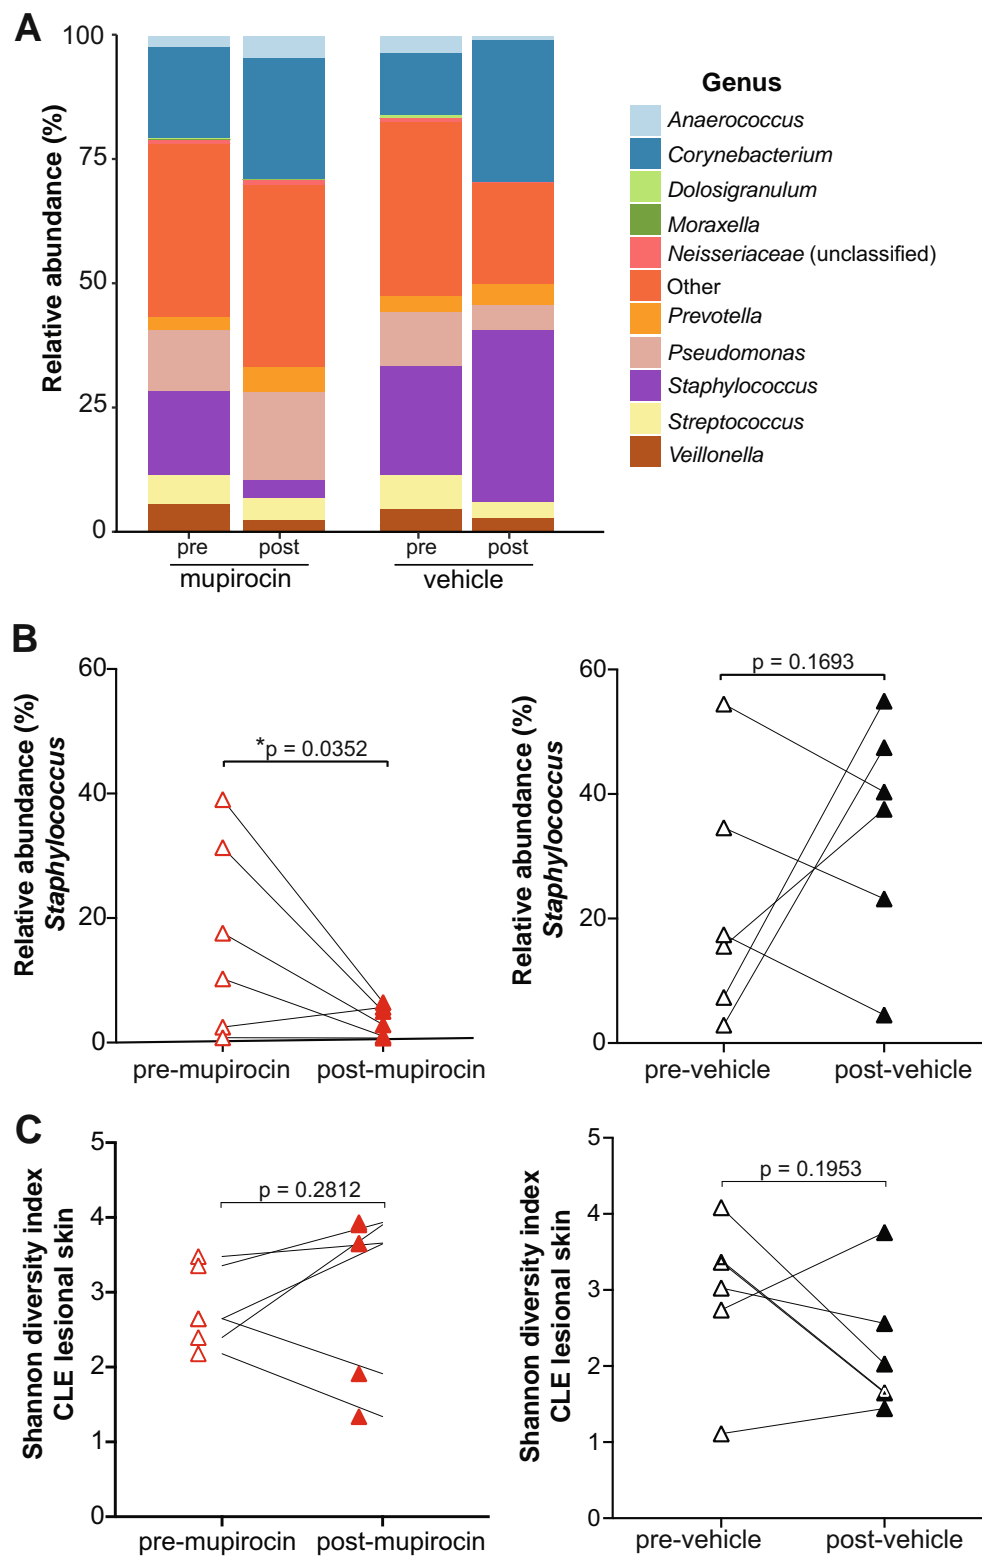 A
100
75
50
25
0
Relative abundance (%)
pre
post
pre
post
mupirocin
vehicle
Genus
Anaerococcus
Corynebacterium
Dolosigranulum
Moraxella
Neisseriaceae (unclassified)
Other
Prevotella
Pseudomonas
Staphylococcus
Streptococcus
Veillonella
B
Relative abundance (%)
Staphylococcus
60
40
20
0
*p = 0.0352
pre-mupirocin
post-mupirocin
Relative abundance (%)
Staphylococcus
60
40
20
0
p = 0.1693
pre-vehicle
post-vehicle
C
Shannon diversity index
CLE lesional skin
5
4
3
2
1
0
p = 0.2812
pre-mupirocin
post-mupirocin
Shannon diversity index
CLE lesional skin
5
4
3
2
1
0
p = 0.1953
pre-vehicle
post-vehicle